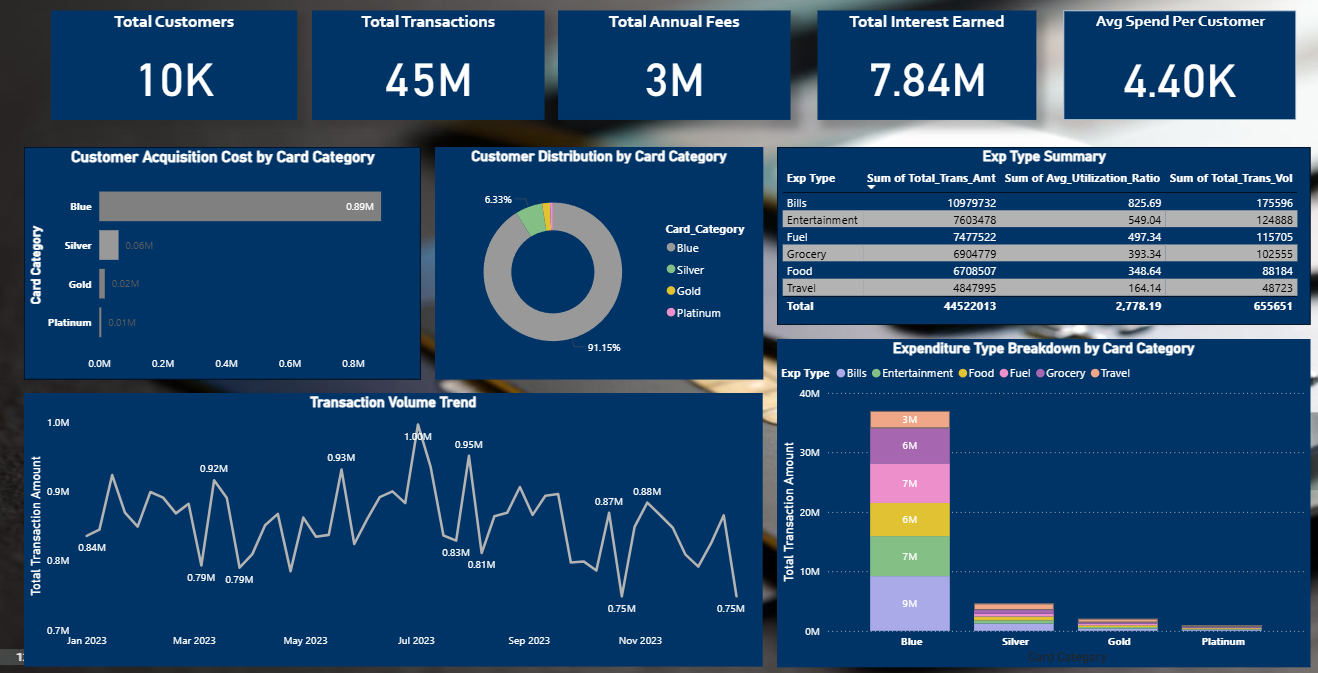 Total Customers
10K
Total Transactions
45M
Total Annual Fees
3M
Total Interest Earned
7.84M
Avg Spend Per Customer
4.40K
Customer Acquisition Cost by Card Category
Card Category
Blue 0.89M
Silver 0.06M
Gold 0.02M
Platinum 0.01M
0.0M 0.2M 0.4M 0.6M 0.8M
Customer Distribution by Card Category
6.33%
91.15%
Card_Category
Blue
Silver
Gold
Platinum
Exp Type Summary
Exp Type Sum of Total_Trans_Amt Sum of Avg_Utilization_Ratio Sum of Total_Trans_Vol
Bills 10979732 825.69 175596
Entertainment 7603478 549.04 124888
Fuel 7477522 497.34 115705
Grocery 6904779 393.34 102555
Food 6708507 348.64 88184
Travel 4847995 164.14 48723
Total 44522013 2,778.19 655651
Transaction Volume Trend
Total Transaction Amount
1.0M
0.9M
0.8M
0.7M
0.84M
0.92M
0.79M
0.79M
0.93M
1.00M
0.83M
0.95M
0.81M
0.87M
0.75M
0.88M
0.75M
Jan 2023 Mar 2023 May 2023 Jul 2023 Sep 2023 Nov 2023
Expenditure Type Breakdown by Card Category
Exp Type Bills Entertainment Food Fuel Grocery Travel
Total Transaction Amount
40M
30M
20M
10M
0M
3M
6M
7M
6M
7M
9M
Blue Silver Gold Platinum
Card Category